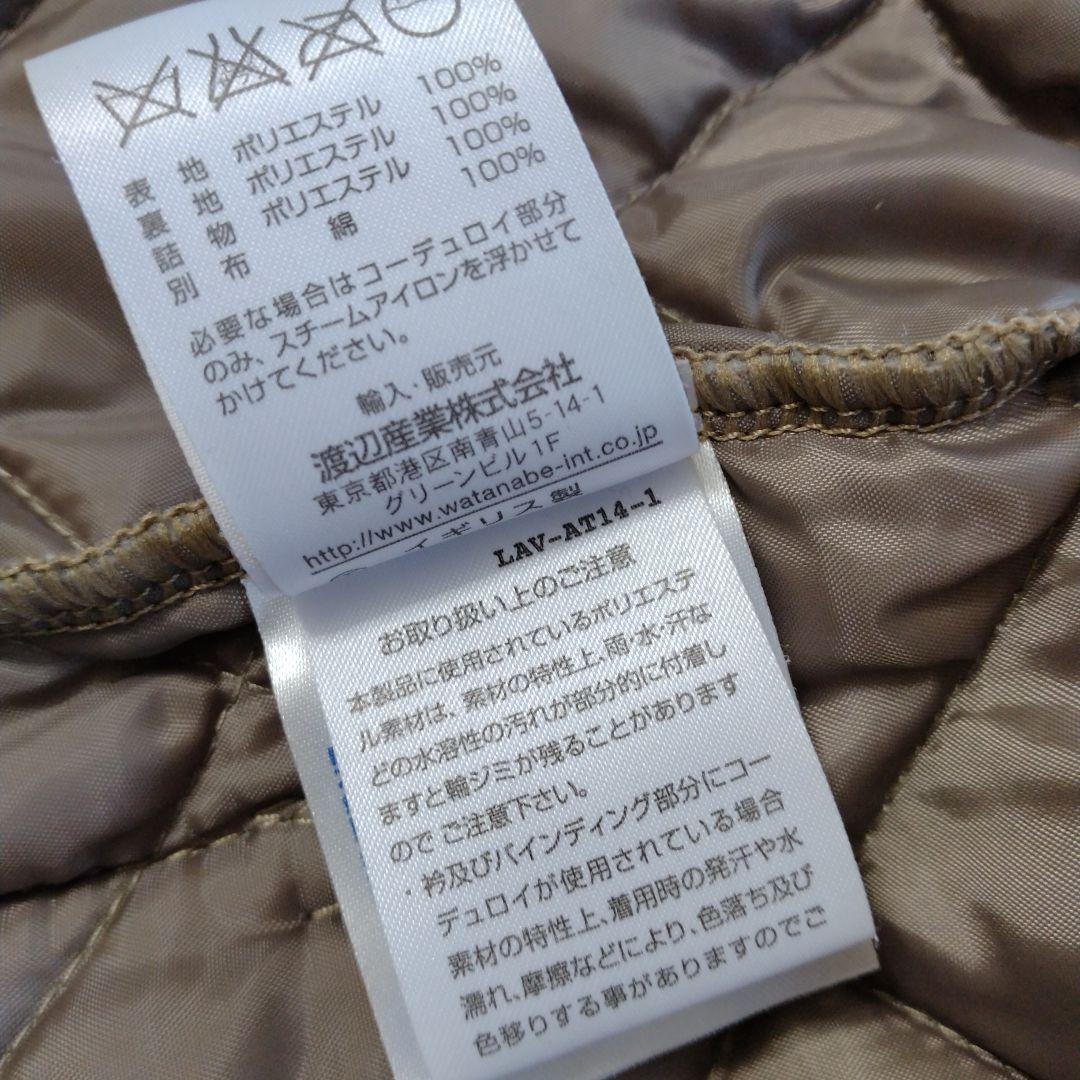 表 地 ポリエステル 100%
裏 地 ポリエステル 100%
詰 物 ポリエステル 100%
別 布 綿 100%
必要な場合はコーデュロイ部分
のみ、スチームアイロンを浮かせて
かけてください。
輸入・販売元
渡辺産業株式会社
東京都港区南青山5-14-1
グリーンビル1F
http://www.watanabe-int.co.jp
イギリス製
LAV-AT14-1
お取り扱い上のご注意
本製品に使用されているポリエステ
ル素材は、素材の特性上、雨・水・汗な
どの水溶性の汚れが部分的に付着し
ますと輪ジミが残ることがあります
のでご注意下さい。
・衿及びパインディング部分にコー
デュロイが使用されている場合
素材の特性上、着用時の発汗や水
濡れ、摩擦などにより、色落ち及び
色移りする事がありますのでご